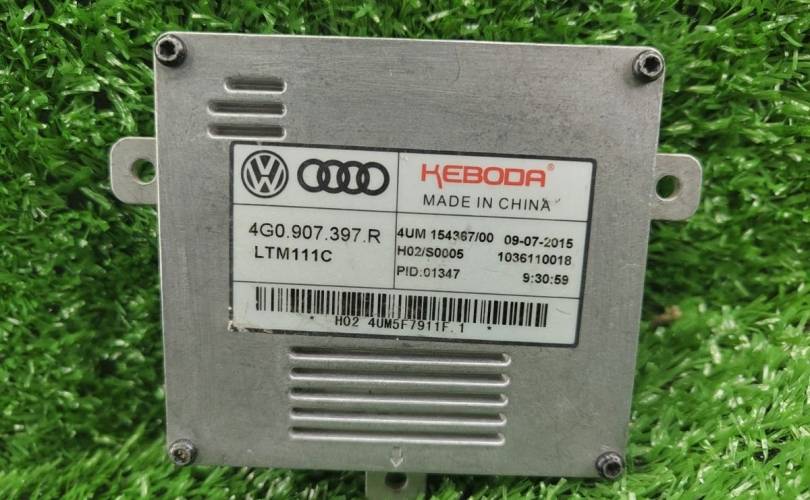 KEBODA®
MADE IN CHINA
4G0.907.397.R
LTM111C
4UM 154367/00 09-07-2015
H02/S0005 1036110018
PID:01347 9:30:59
* H02 4UM5F7911F.1 *